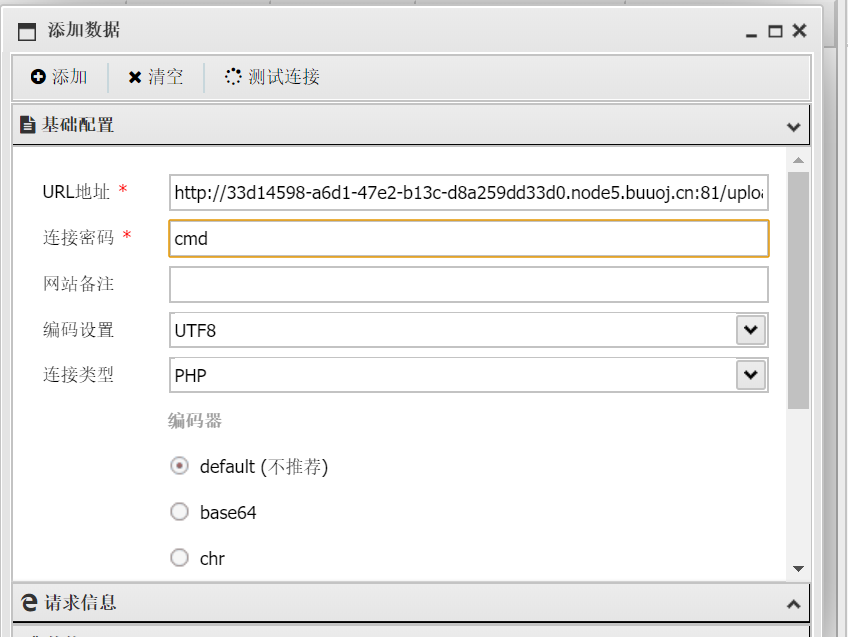 添加数据
添加 清空 测试连接
基础配置
URL地址 * http://33d14598-a6d1-47e2-b13c-d8a259dd33d0.node5.buuoj.cn:81/uploa
连接密码 * cmd
网站备注
编码设置 UTF8
连接类型 PHP
编码器
default (不推荐)
base64
chr
请求信息